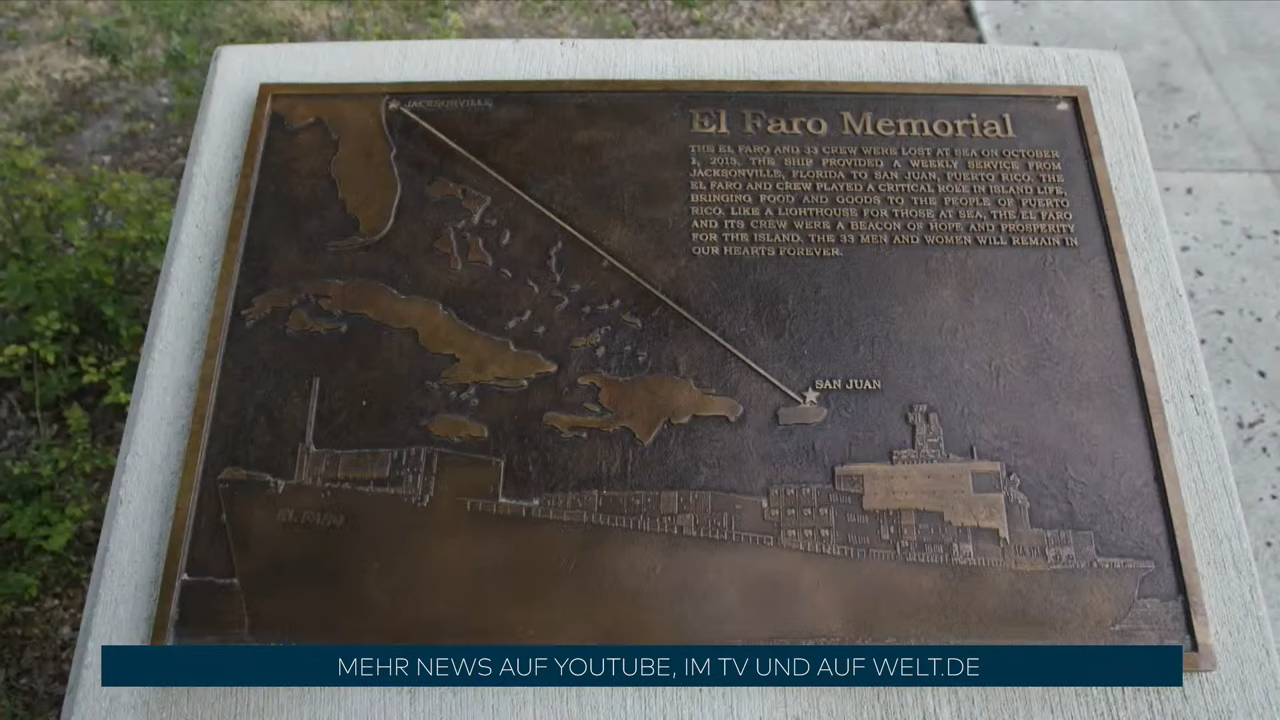 JACKSONVILLE
El Faro Memorial
THE EL FARO AND 33 CREW WERE LOST AT SEA ON OCTOBER
1, 2015. THE SHIP PROVIDED A WEEKLY SERVICE FROM
JACKSONVILLE, FLORIDA TO SAN JUAN, PUERTO RICO. THE
EL FARO AND CREW PLAYED A CRITICAL ROLE IN ISLAND LIFE,
BRINGING FOOD AND GOODS TO THE PEOPLE OF PUERTO
RICO. LIKE A LIGHTHOUSE FOR THOSE AT SEA, THE EL FARO
AND ITS CREW WERE A BEACON OF HOPE AND PROSPERITY
FOR THE ISLAND. THE 33 MEN AND WOMEN WILL REMAIN IN
OUR HEARTS FOREVER.
SAN JUAN
EL FARO
MEHR NEWS AUF YOUTUBE, IM TV UND AUF WELT.DE